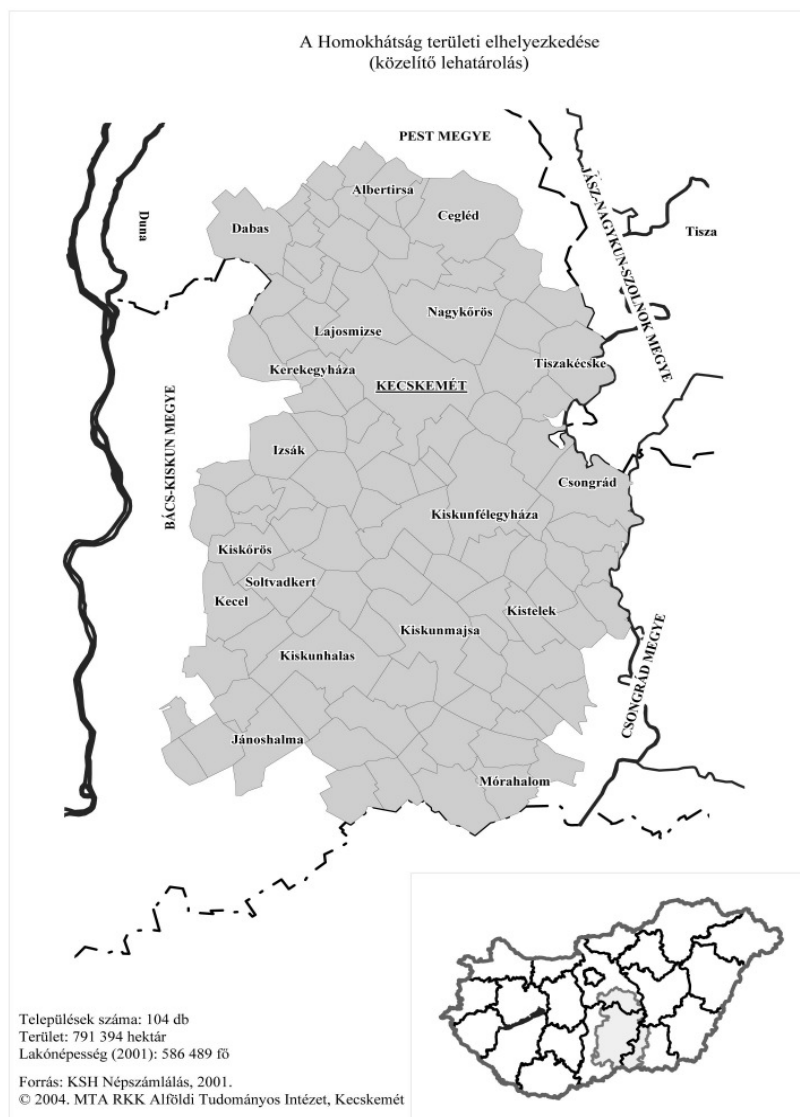 A Homokhátság területi elhelyezkedése
(közelítő lehatárolás)
PEST MEGYE
JÁSZ-NAGYKUN-SZOLNOK MEGYE
Albertirsa
Cegléd
Dabas
Duna
Tisza
Nagykőrös
Lajosmizse
Tiszakécske
Kerekegyháza
KECSKEMÉT
BÁCS-KISKUN MEGYE
Izsák
Csongrád
Kiskunfélegyháza
Kiskőrös
Soltvadkert
Kecel
Kistelek
Kiskunmajsa
Kiskunhalas
CSONGRÁD MEGYE
Jánoshalma
Mórahalom
Települések száma: 104 db
Terület: 791 394 hektár
Lakónépesség (2001): 586 489 fő
Forrás: KSH Népszámlálás, 2001.
© 2004. MTA RKK Alföldi Tudományos Intézet, Kecskemét